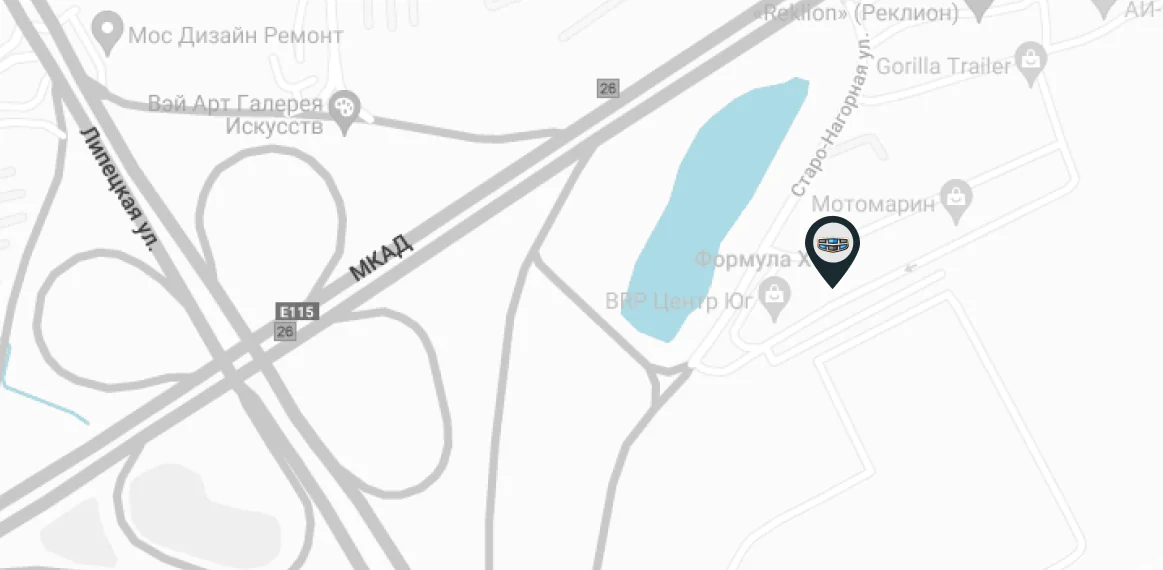 «Reklion» (Реклион)
АИ-
Мос Дизайн Ремонт
Gorilla Trailer
26
Вэй Арт Галерея
Искусств
Старо-Нагорная ул.
Липецкая ул.
Мотомарин
МКАД
Формула Х
BRP Центр Юг
E115
26